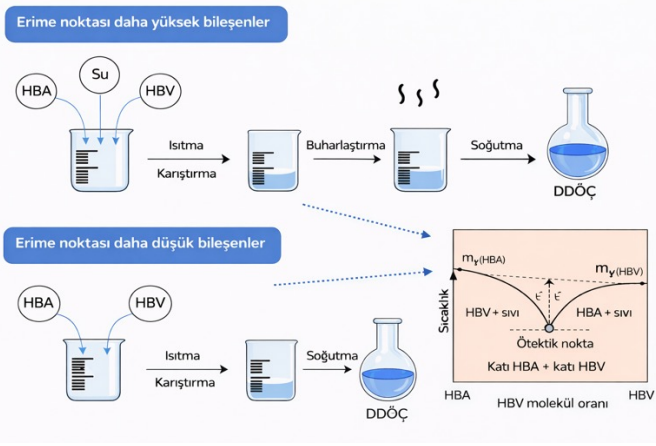 Erime noktası daha yüksek bileşenler
HBA
Su
HBV
Isıtma
Karıştırma
Buharlaştırma
Soğutma
DDÖÇ
Erime noktası daha düşük bileşenler
HBA
HBV
Isıtma
Karıştırma
Soğutma
DDÖÇ
mᵧ(HBA)
mᵧ(HBV)
Sıcaklık
HBV + sıvı
HBA + sıvı
Ötektik nokta
Katı HBA + katı HBV
HBA
HBV
HBV molekül oranı